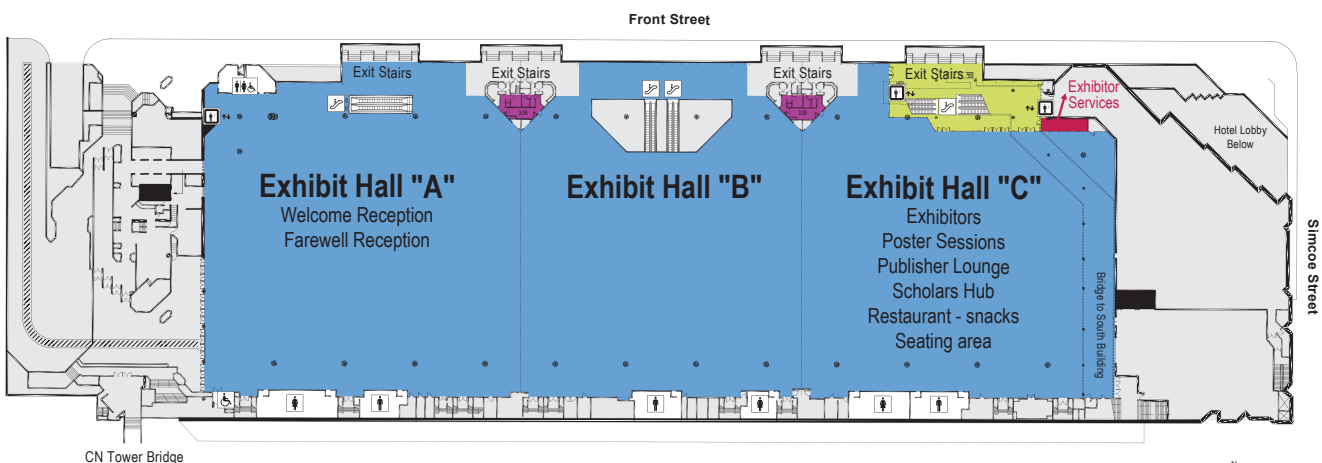 Front Street
Exit Stairs
Exit Stairs
Exit Stairs
Exit Stairs
Exhibitor
Services
Hotel Lobby
Below
Exhibit Hall "A"
Welcome Reception
Farewell Reception
Exhibit Hall "B"
Exhibit Hall "C"
Exhibitors
Poster Sessions
Publisher Lounge
Scholars Hub
Restaurant - snacks
Seating area
Bridge to South Building
Simcoe Street
CN Tower Bridge